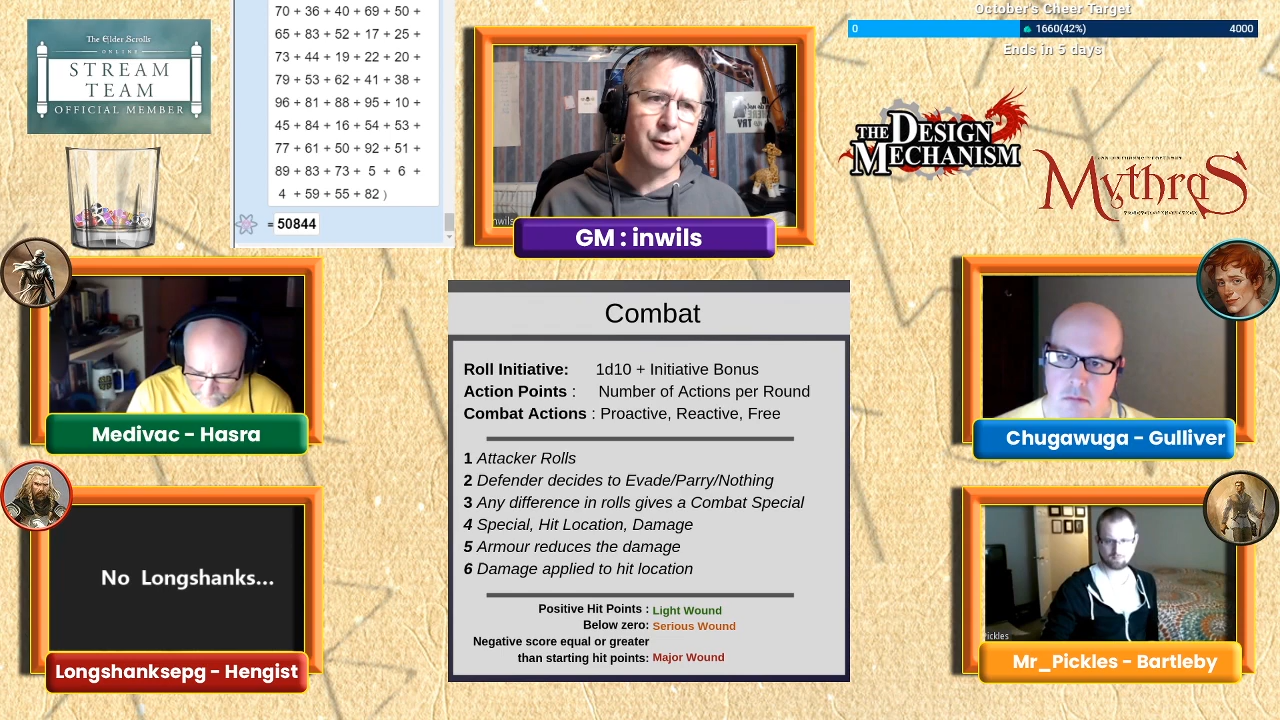 The Elder Scrolls
ONLINE
STREAM
TEAM
OFFICIAL MEMBER
70 + 36 + 40 + 69 + 50 +
65 + 83 + 52 + 17 + 25 +
73 + 44 + 19 + 22 + 20 +
79 + 53 + 62 + 41 + 38 +
96 + 81 + 88 + 95 + 10 +
45 + 84 + 16 + 54 + 53 +
77 + 61 + 50 + 92 + 51 +
89 + 83 + 73 + 5 + 6 +
4 + 59 + 55 + 82 )
= 50844
GM : inwils
October's Cheer Target
0 1660(42%) 4000
Ends in 5 days
THE DESIGN
MECHANISM
MYTHRAS
Medivac - Hasra
No Longshanks...
Longshanksepg - Hengist
Combat
Roll Initiative: 1d10 + Initiative Bonus
Action Points : Number of Actions per Round
Combat Actions : Proactive, Reactive, Free
1 Attacker Rolls
2 Defender decides to Evade/Parry/Nothing
3 Any difference in rolls gives a Combat Special
4 Special, Hit Location, Damage
5 Armour reduces the damage
6 Damage applied to hit location
Positive Hit Points : Light Wound
Below zero: Serious Wound
Negative score equal or greater
than starting hit points: Major Wound
Chugawuga - Gulliver
Pickles
Mr_Pickles - Bartleby